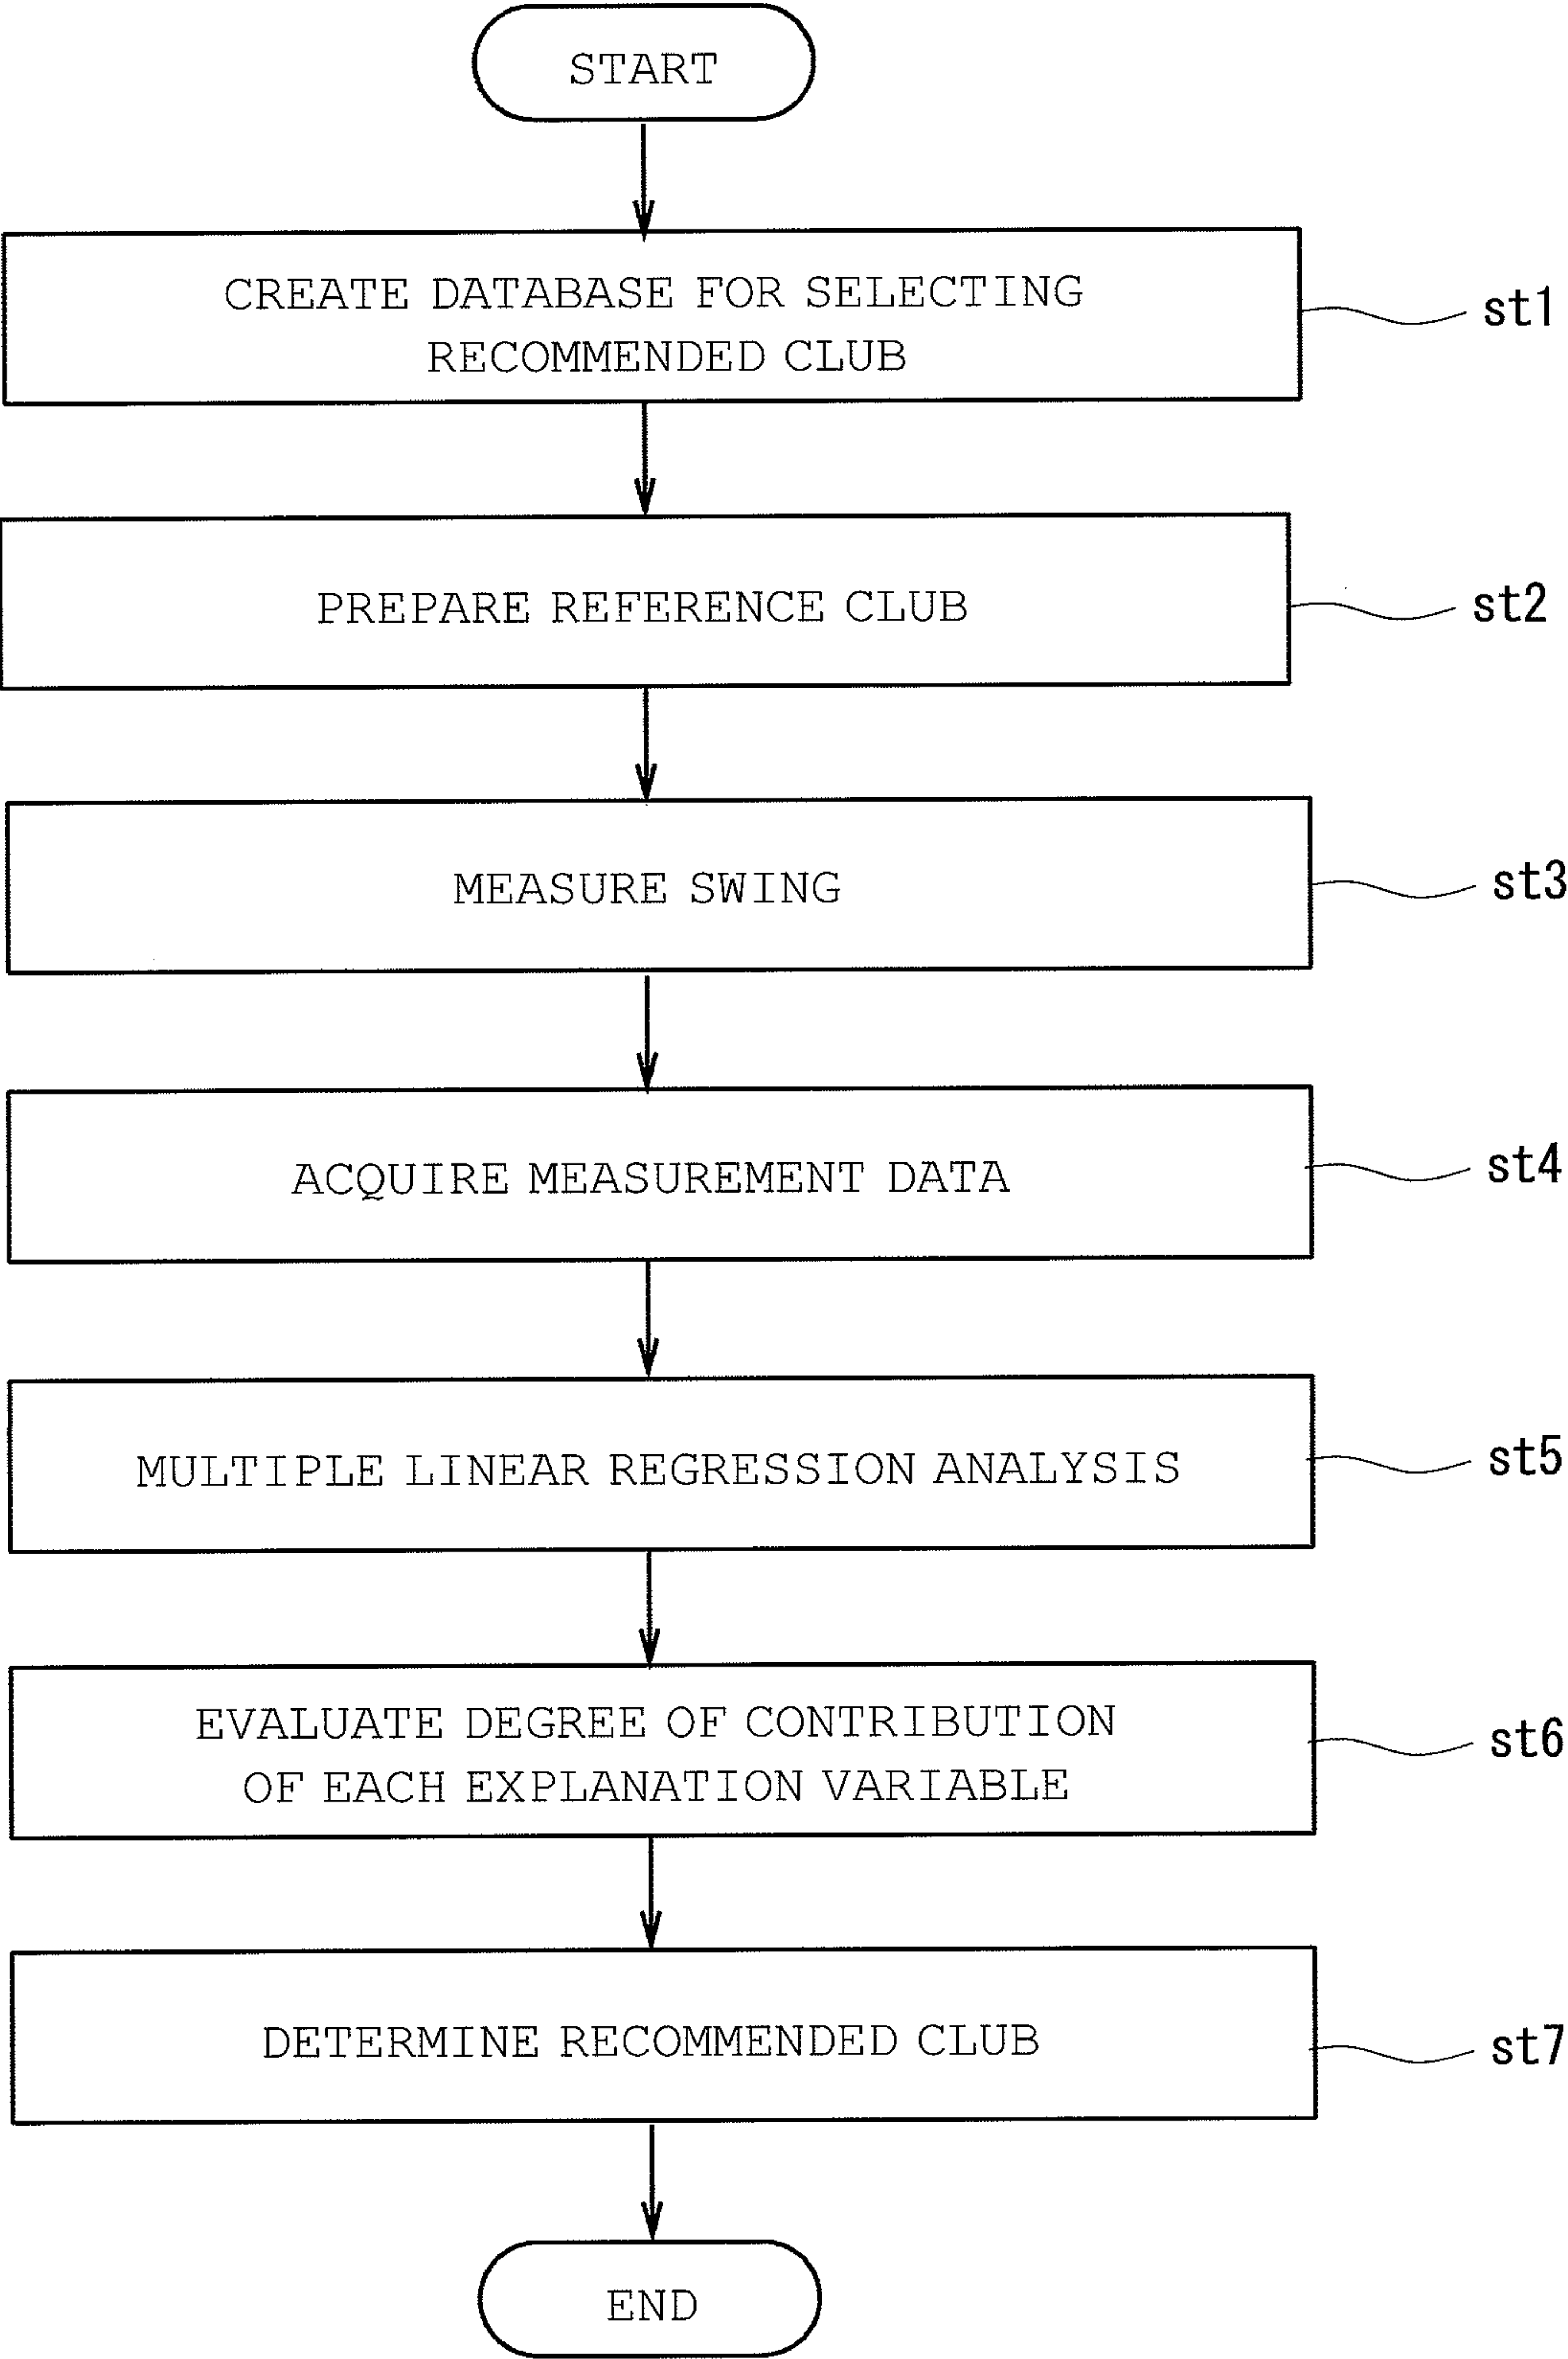 START
CREATE DATABASE FOR SELECTING
RECOMMENDED CLUB
st1
PREPARE REFERENCE CLUB
st2
MEASURE SWING
st3
ACQUIRE MEASUREMENT DATA
st4
MULTIPLE LINEAR REGRESSION ANALYSIS
st5
EVALUATE DEGREE OF CONTRIBUTION
OF EACH EXPLANATION VARIABLE
st6
DETERMINE RECOMMENDED CLUB
st7
END